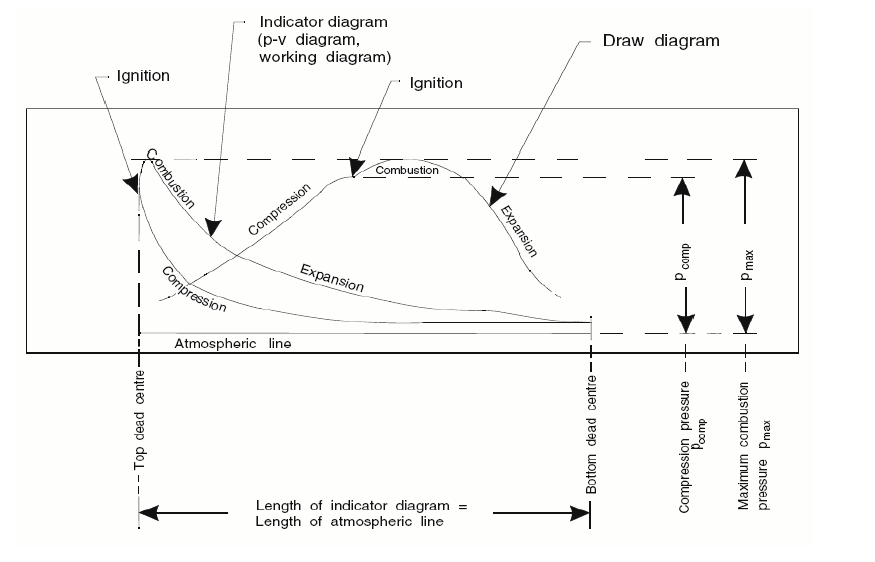 Indicator diagram
(p-v diagram,
working diagram)
Draw diagram
Ignition
Ignition
Combustion
Combustion
Compression
Expansion
Expansion
Compression
p comp
p max
Atmospheric line
Top dead centre
Bottom dead centre
Compression pressure
pcomp
Maximum combustion
pressure pmax
Length of indicator diagram =
Length of atmospheric line